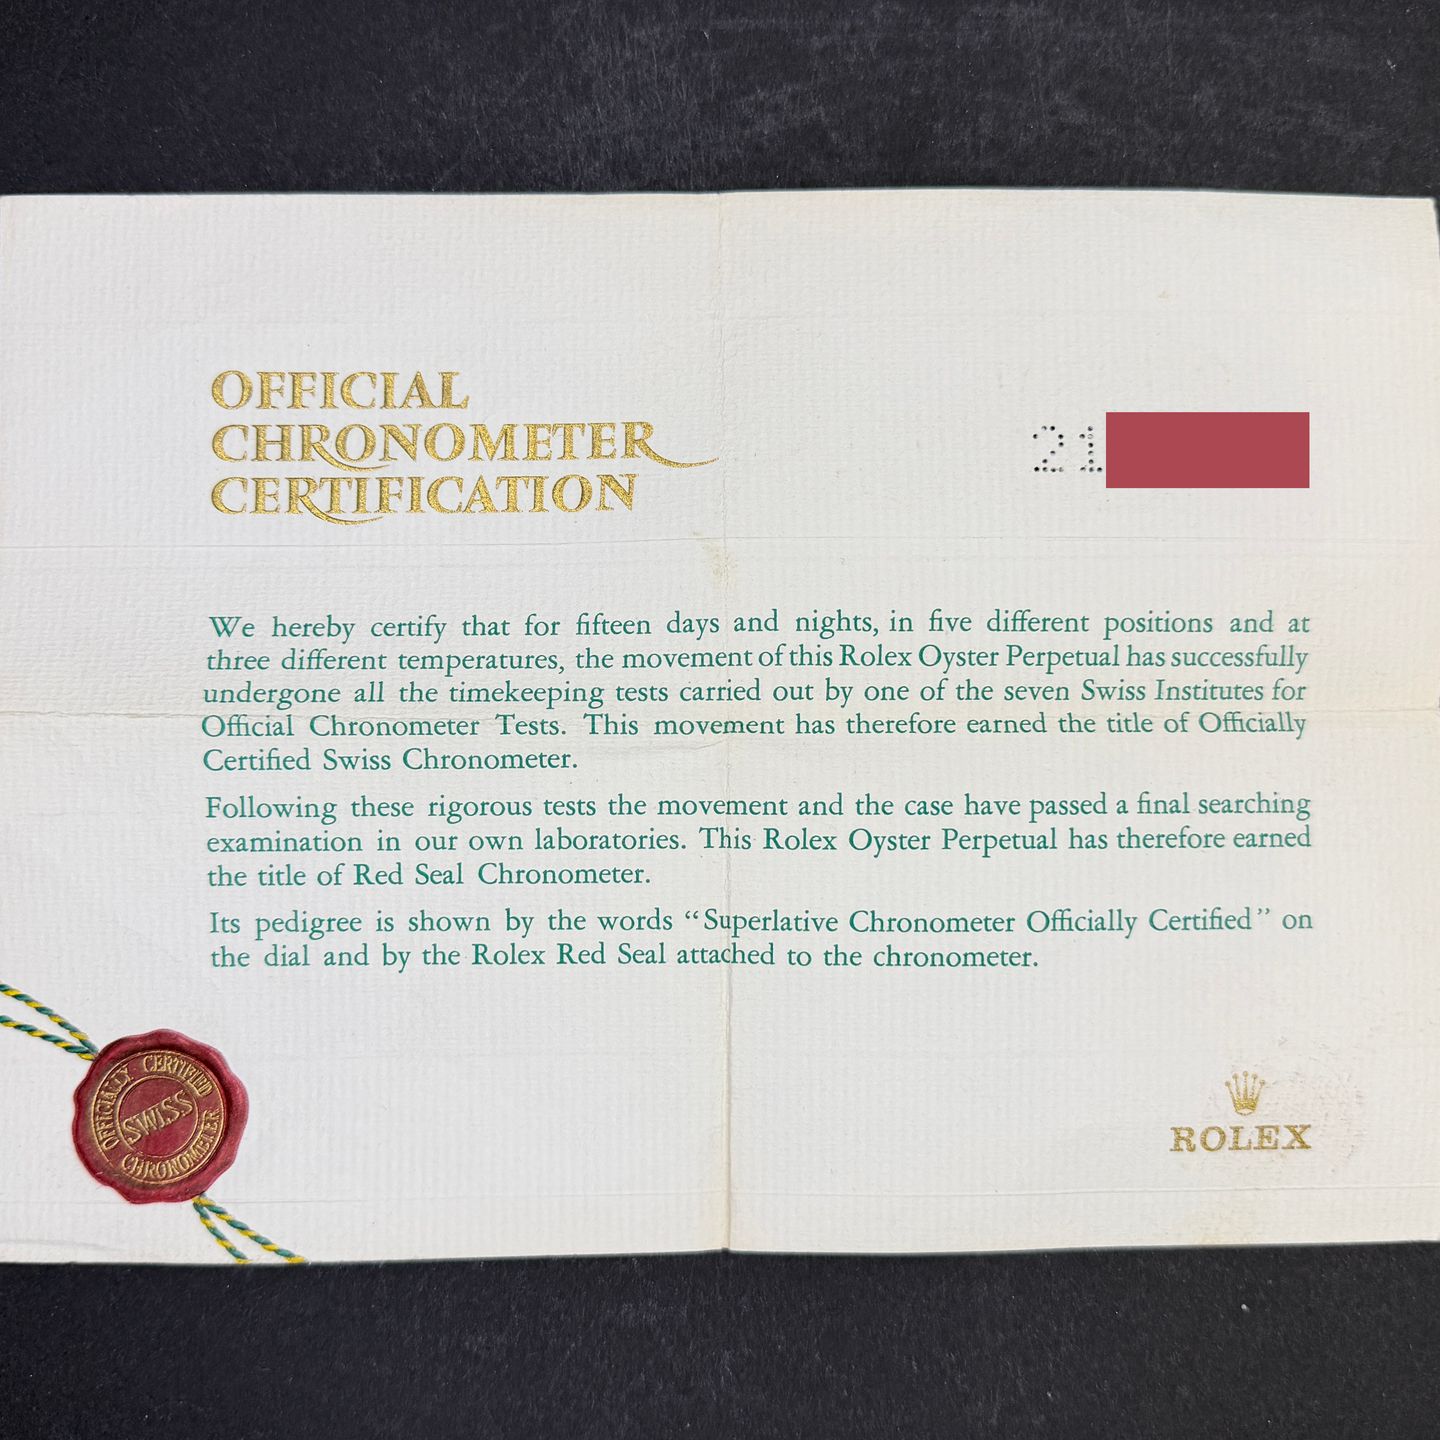 OFFICIAL
CHRONOMETER
CERTIFICATION
21
We hereby certify that for fifteen days and nights, in five different positions and at
three different temperatures, the movement of this Rolex Oyster Perpetual has successfully
undergone all the timekeeping tests carried out by one of the seven Swiss Institutes for
Official Chronometer Tests. This movement has therefore earned the title of Officially
Certified Swiss Chronometer.
Following these rigorous tests the movement and the case have passed a final searching
examination in our own laboratories. This Rolex Oyster Perpetual has therefore earned
the title of Red Seal Chronometer.
Its pedigree is shown by the words “Superlative Chronometer Officially Certified” on
the dial and by the Rolex Red Seal attached to the chronometer.
OFFICIALLY CERTIFIED
SWISS
CHRONOMETER
ROLEX